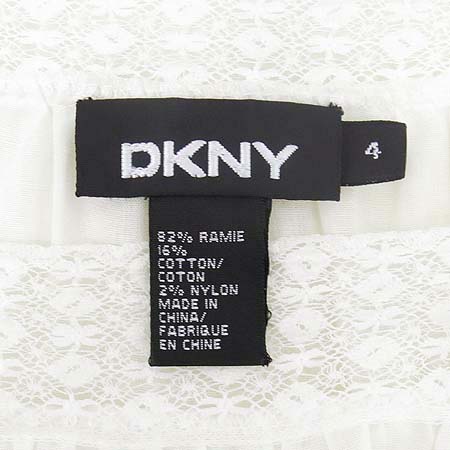 DKNY
4
82% RAMIE
16%
COTTON/
COTON
2% NYLON
MADE IN
CHINA/
FABRIQUE
EN CHINE